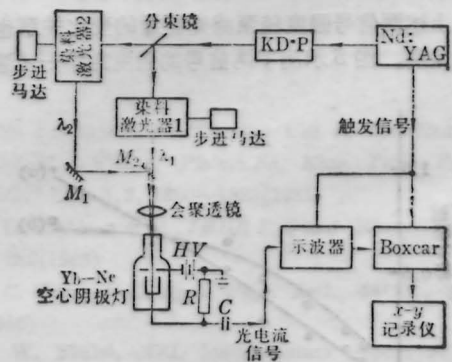 分束镜
染料
激光器2
KD*P
Nd:
YAG
步进
马达
染料
激光器1
步进马达
触发信号
λ2
M2
λ1
M1
会聚透镜
HV
示波器
Boxcar
Yb-Ne
空心阴极灯
R
C
光电流
信号
x-y
记录仪